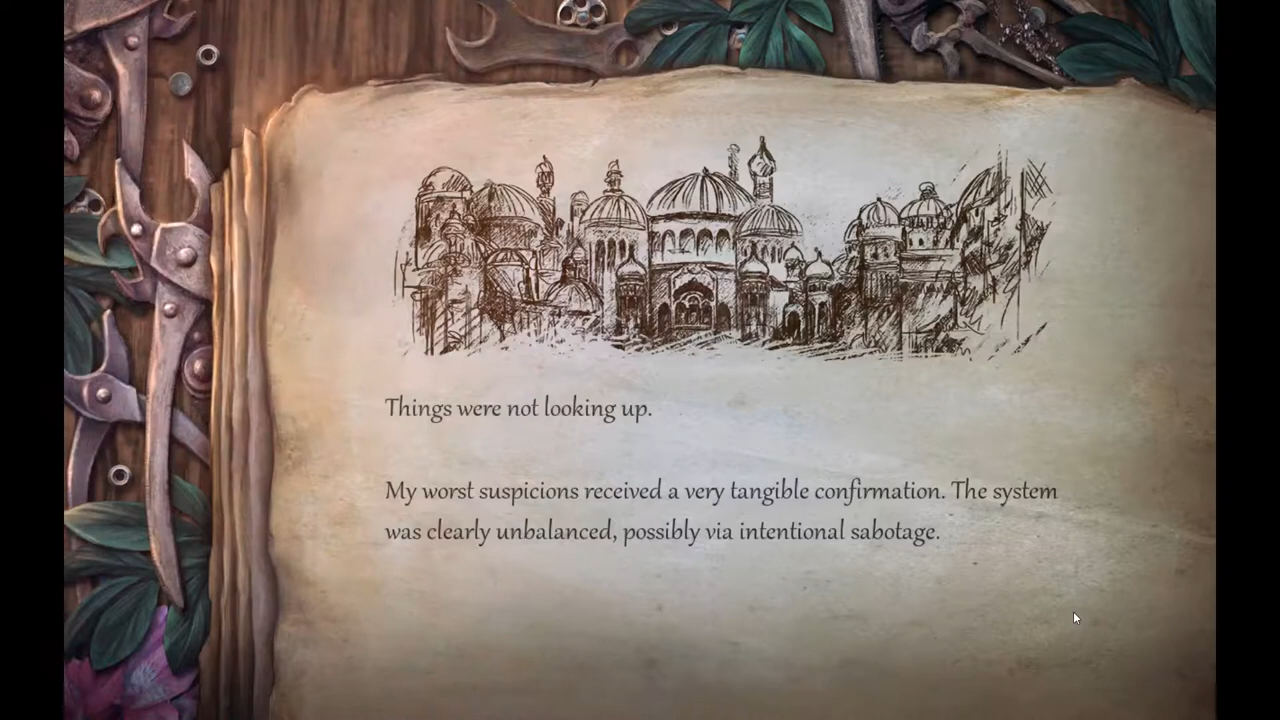 Things were not looking up.
My worst suspicions received a very tangible confirmation. The system
was clearly unbalanced, possibly via intentional sabotage.